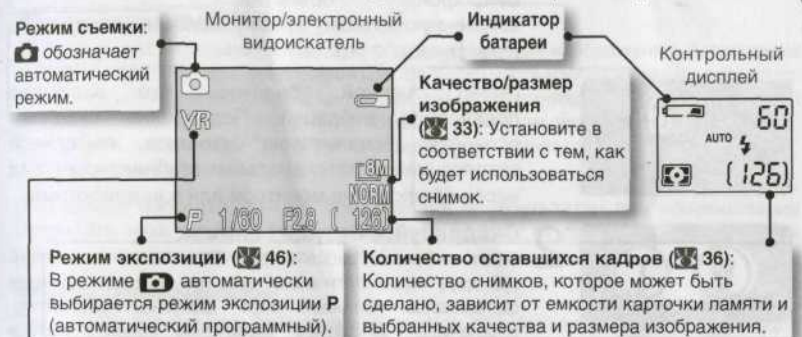 Режим съемки:
обозначает
автоматический
режим.
Монитор/электронный
видоискатель
Индикатор
батареи
Контрольный
дисплей
VR
8M
NORM
P 1/60 F2.8 ( 126)
Качество/размер
изображения
( 33): Установите в
соответствии с тем, как
будет использоваться
снимок.
60
AUTO
(126)
Режим экспозиции ( 46):
В режиме автоматически
выбирается режим экспозиции P
(автоматический программный).
Количество оставшихся кадров ( 36):
Количество снимков, которое может быть
сделано, зависит от емкости карточки памяти и
выбранных качества и размера изображения.